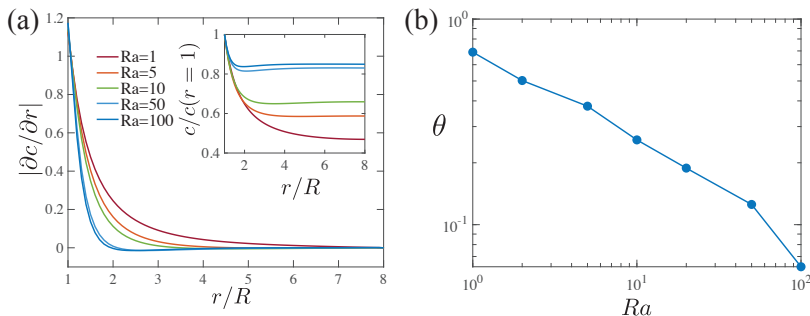 (a)
1.2
1
0.8
0.6
0.4
0.2
0
|∂c/∂r|
1 2 3 4 5 6 7 8
r/R
Ra=1
Ra=5
Ra=10
Ra=50
Ra=100
1
0.8
0.6
0.4
c/c(r = 1)
2 4 6 8
r/R
(b)
10⁰
10⁻¹
θ
10⁰ 10¹ 10²
Ra